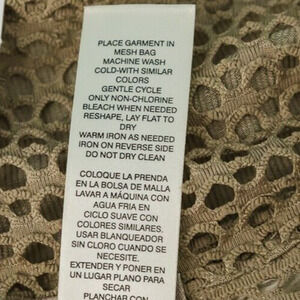 PLACE GARMENT IN
MESH BAG
MACHINE WASH
COLD-WITH SIMILAR
COLORS
GENTLE CYCLE
ONLY NON-CHLORINE
BLEACH WHEN NEEDED
RESHAPE, LAY FLAT TO
DRY
WARM IRON AS NEEDED
IRON ON REVERSE SIDE
DO NOT DRY CLEAN
COLOQUE LA PRENDA
EN LA BOLSA DE MALLA
LAVAR A MÁQUINA CON
AGUA FRIA EN
CICLO SUAVE CON
COLORES SIMILARES.
USAR BLANQUEADOR
SIN CLORO CUANDO SE
NECESITE.
EXTENDER Y PONER EN
UN LUGAR PLANO PARA
SECAR
PLANCHAR CON